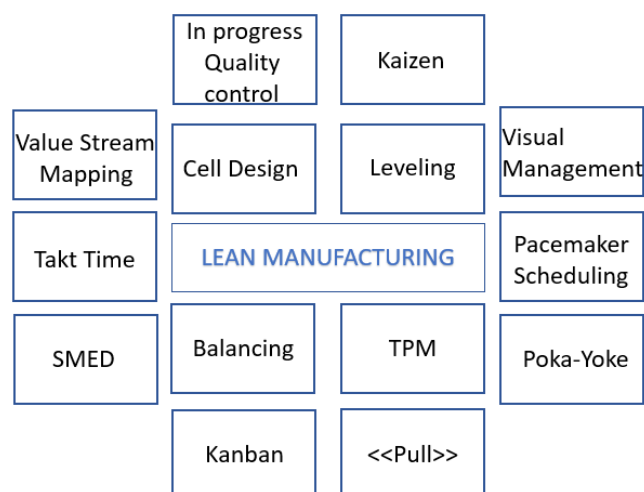 In progress
Quality
control
Kaizen
Value Stream
Mapping
Cell Design
Leveling
Visual
Management
Takt Time
LEAN MANUFACTURING
Pacemaker
Scheduling
SMED
Balancing
TPM
Poka-Yoke
Kanban
<<Pull>>